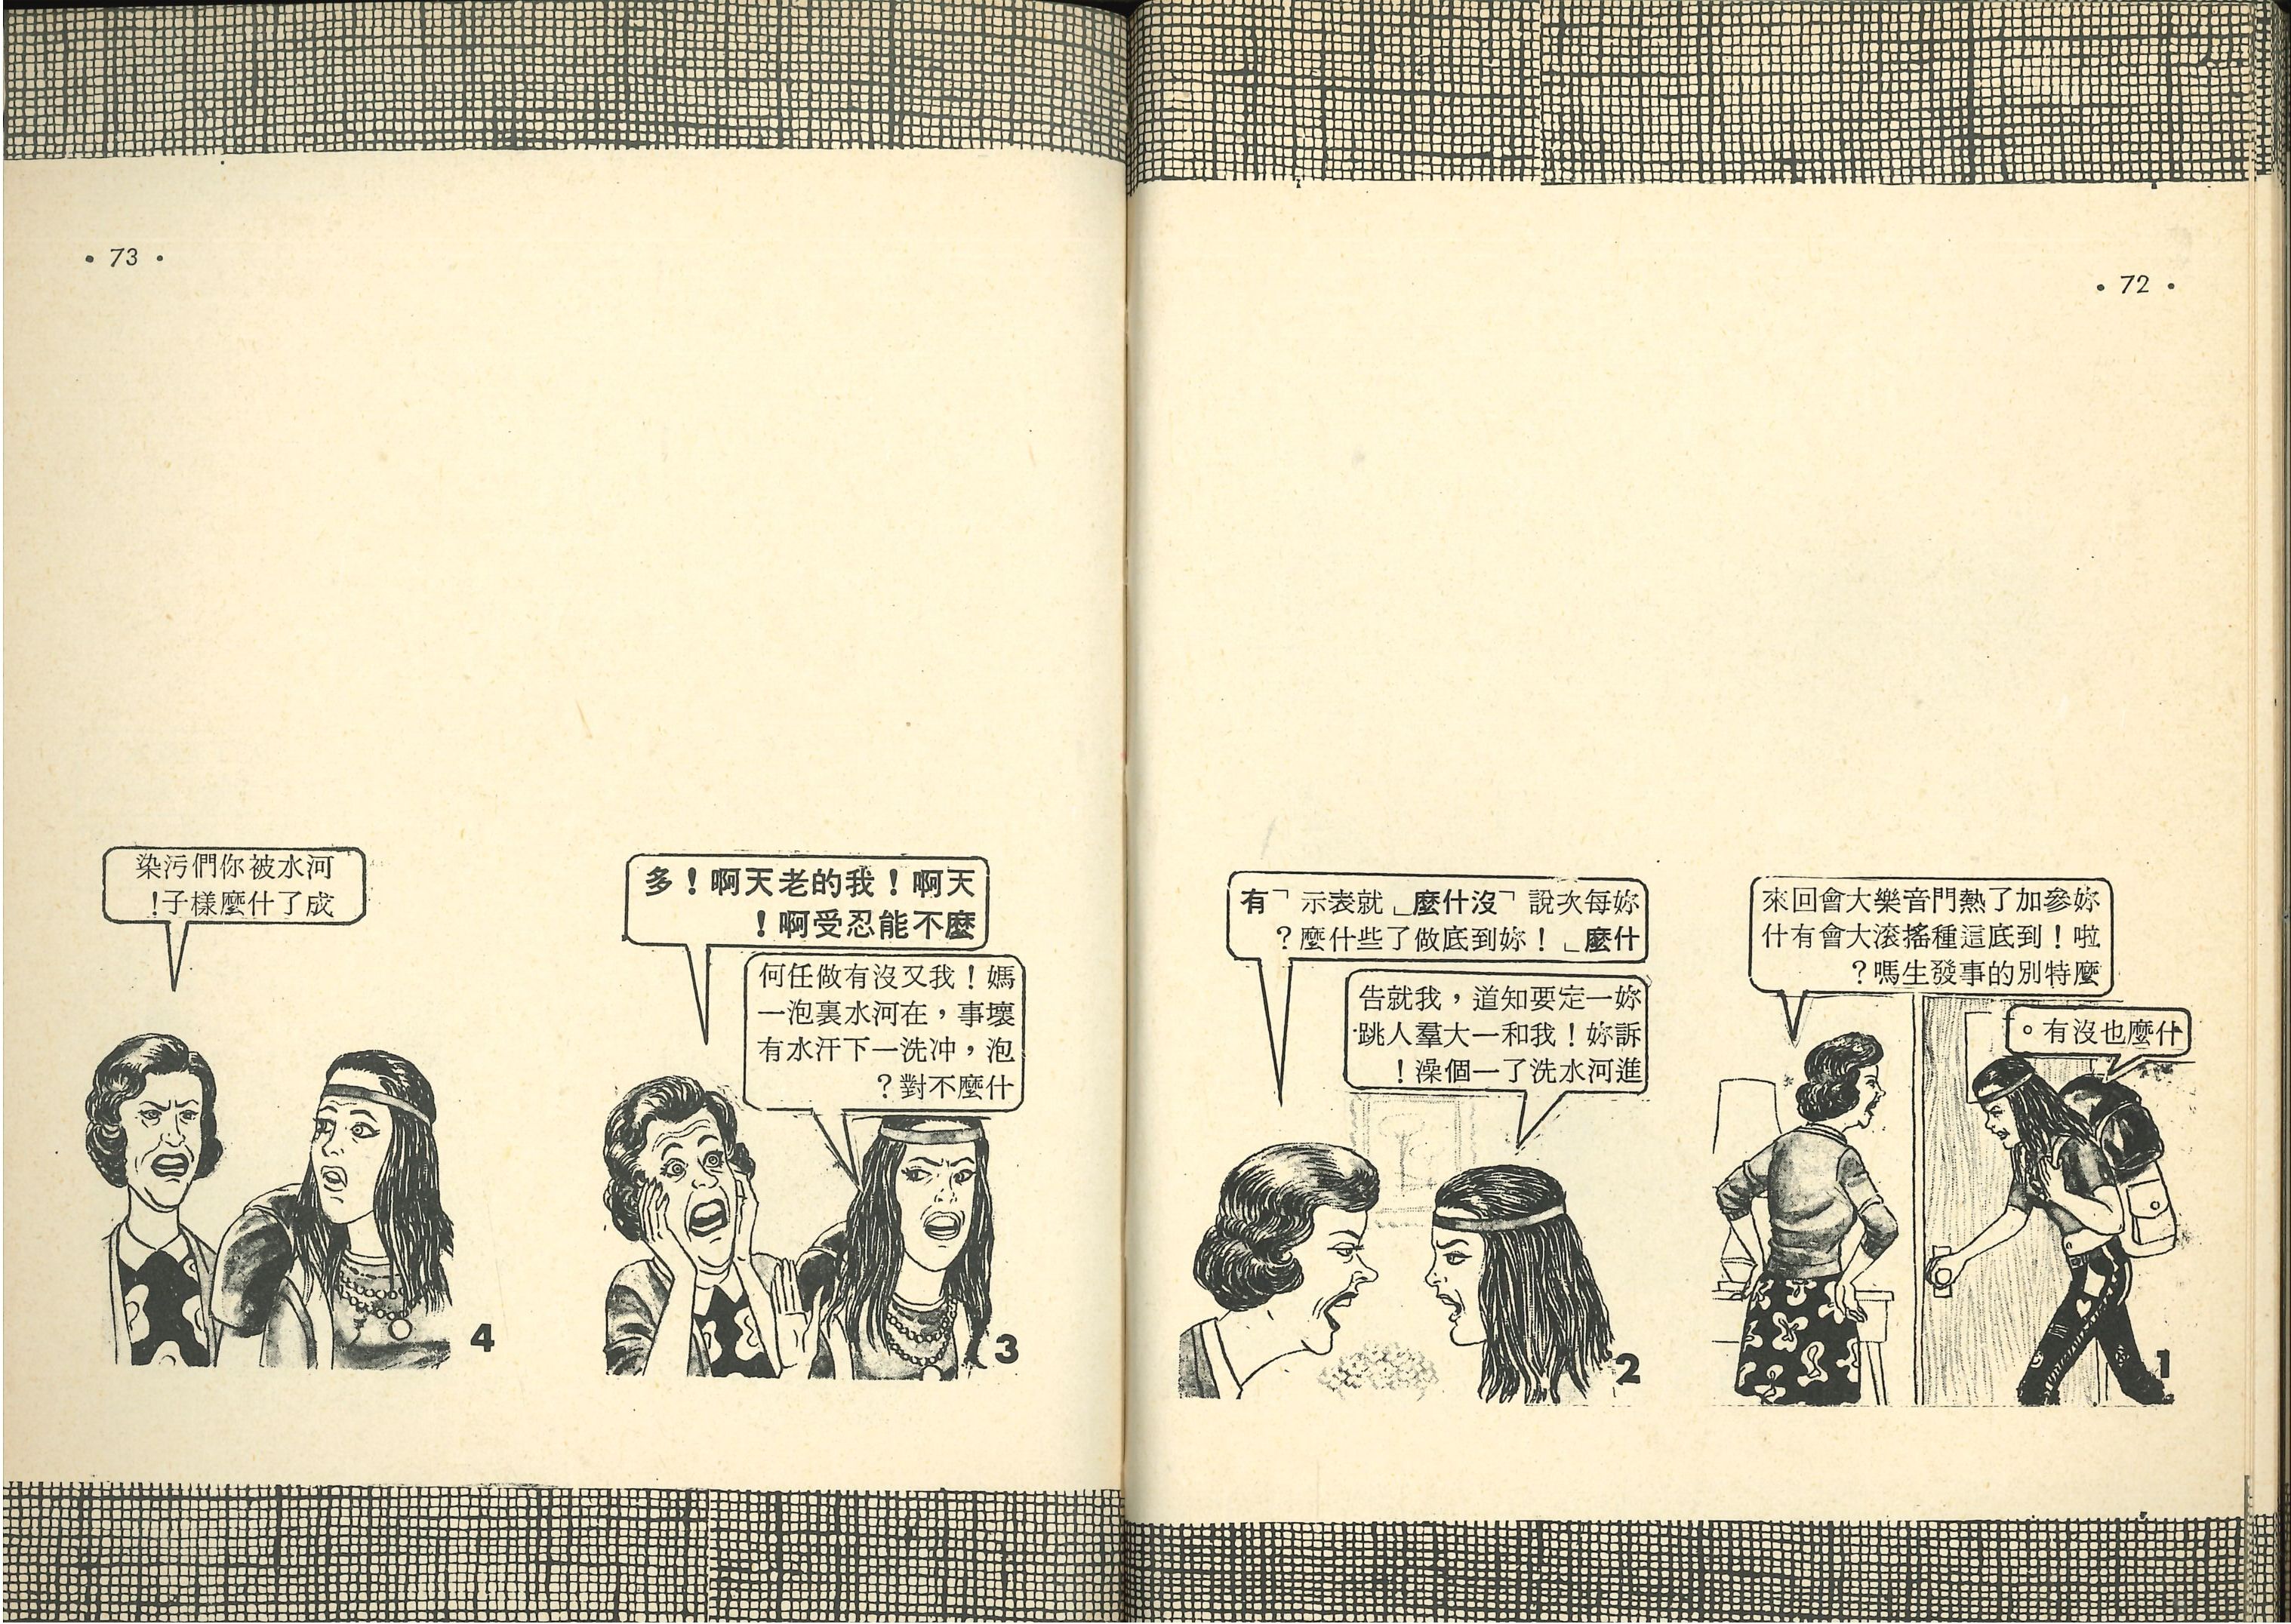 • 72 •
妳參加了熱門音樂大會回來
啦！到底這種搖滾大會有什
麼特別的事發生嗎？
什麼也沒有。
1
妳每次說「沒什麼」就表示「有
什麼」！妳到底做了些什麼？
妳一定要知道，我就告
訴妳！我和一大羣人跳
進河水洗了一個澡！
2
• 73 •
天啊！我的老天啊！多
麼不能忍受啊！
媽！我又沒有做任何
壞事，在河水裏泡一
泡，冲洗一下汗水有
什麼不對？
3
河水被你們污染
成了什麼樣子！
4